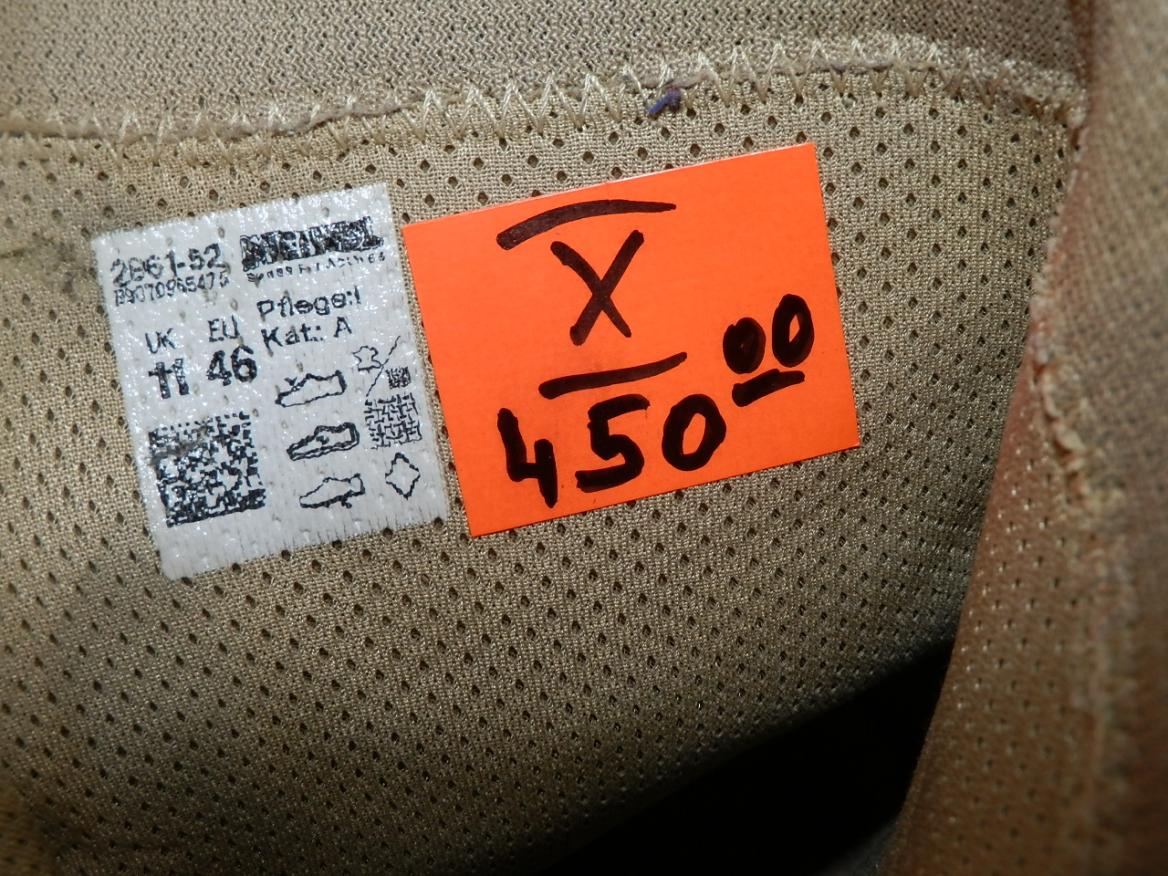 2861-52
UK EU
11 46
Pflege:I
Kat.: A
X
450 00